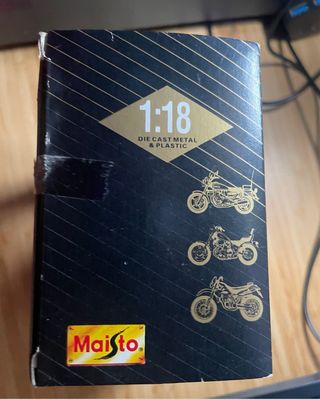 1:18
DIE CAST METAL
& PLASTIC
Maisto